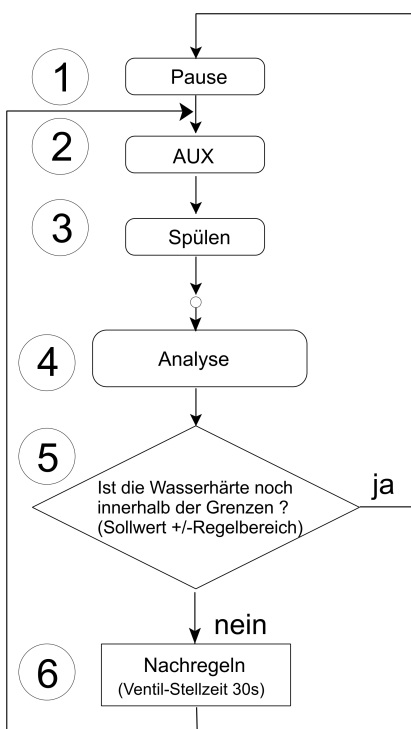 1
Pause
2
AUX
3
Spülen
4
Analyse
5
Ist die Wasserhärte noch
innerhalb der Grenzen ?
(Sollwert +/-Regelbereich)
ja
nein
6
Nachregeln
(Ventil-Stellzeit 30s)